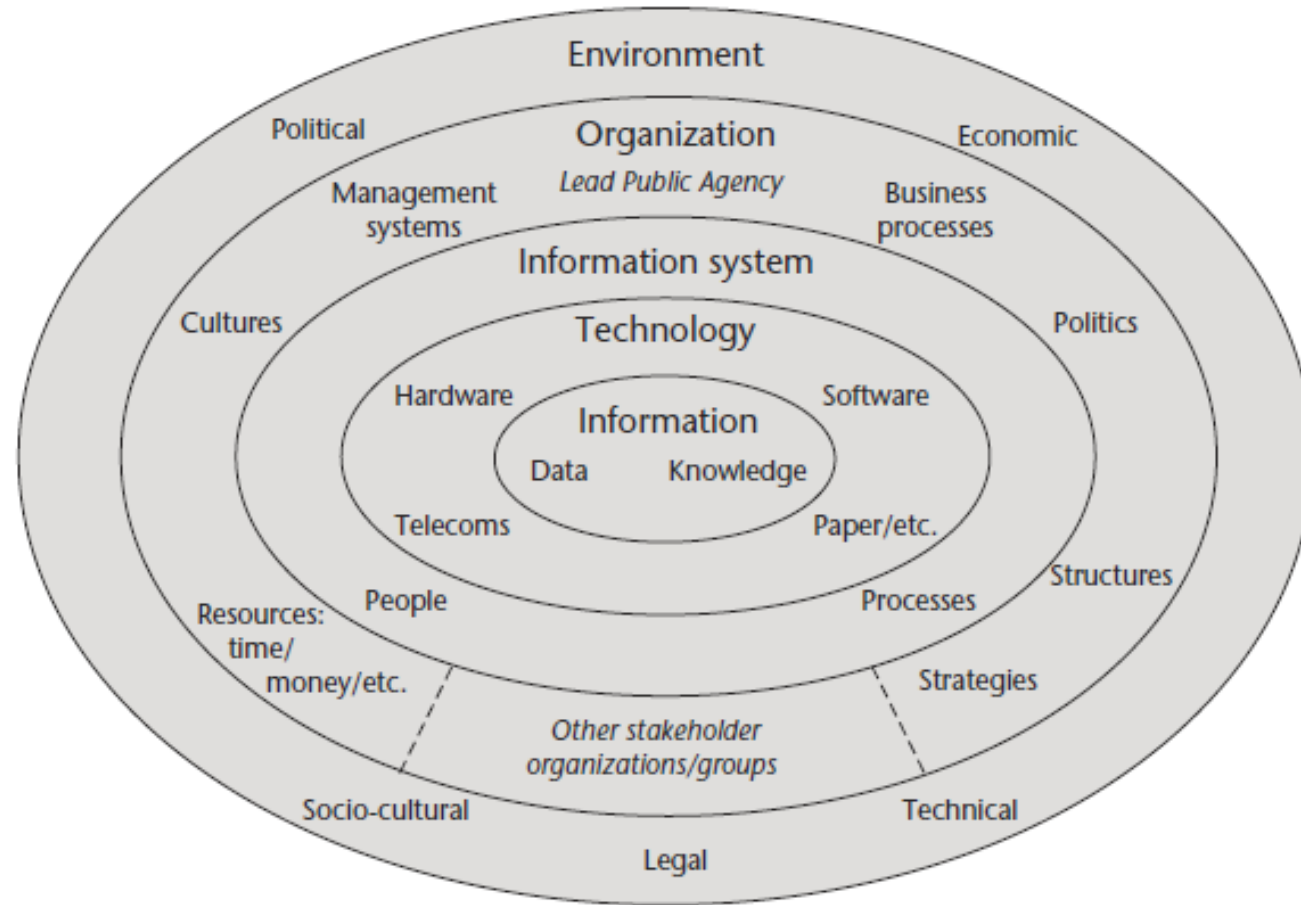 Environment
Political
Economic
Organization
Lead Public Agency
Management
systems
Business
processes
Information system
Cultures
Politics
Technology
Hardware
Software
Information
Data
Knowledge
Telecoms
Paper/etc.
People
Processes
Structures
Resources:
time/
money/etc.
Strategies
Other stakeholder
organizations/groups
Socio-cultural
Technical
Legal